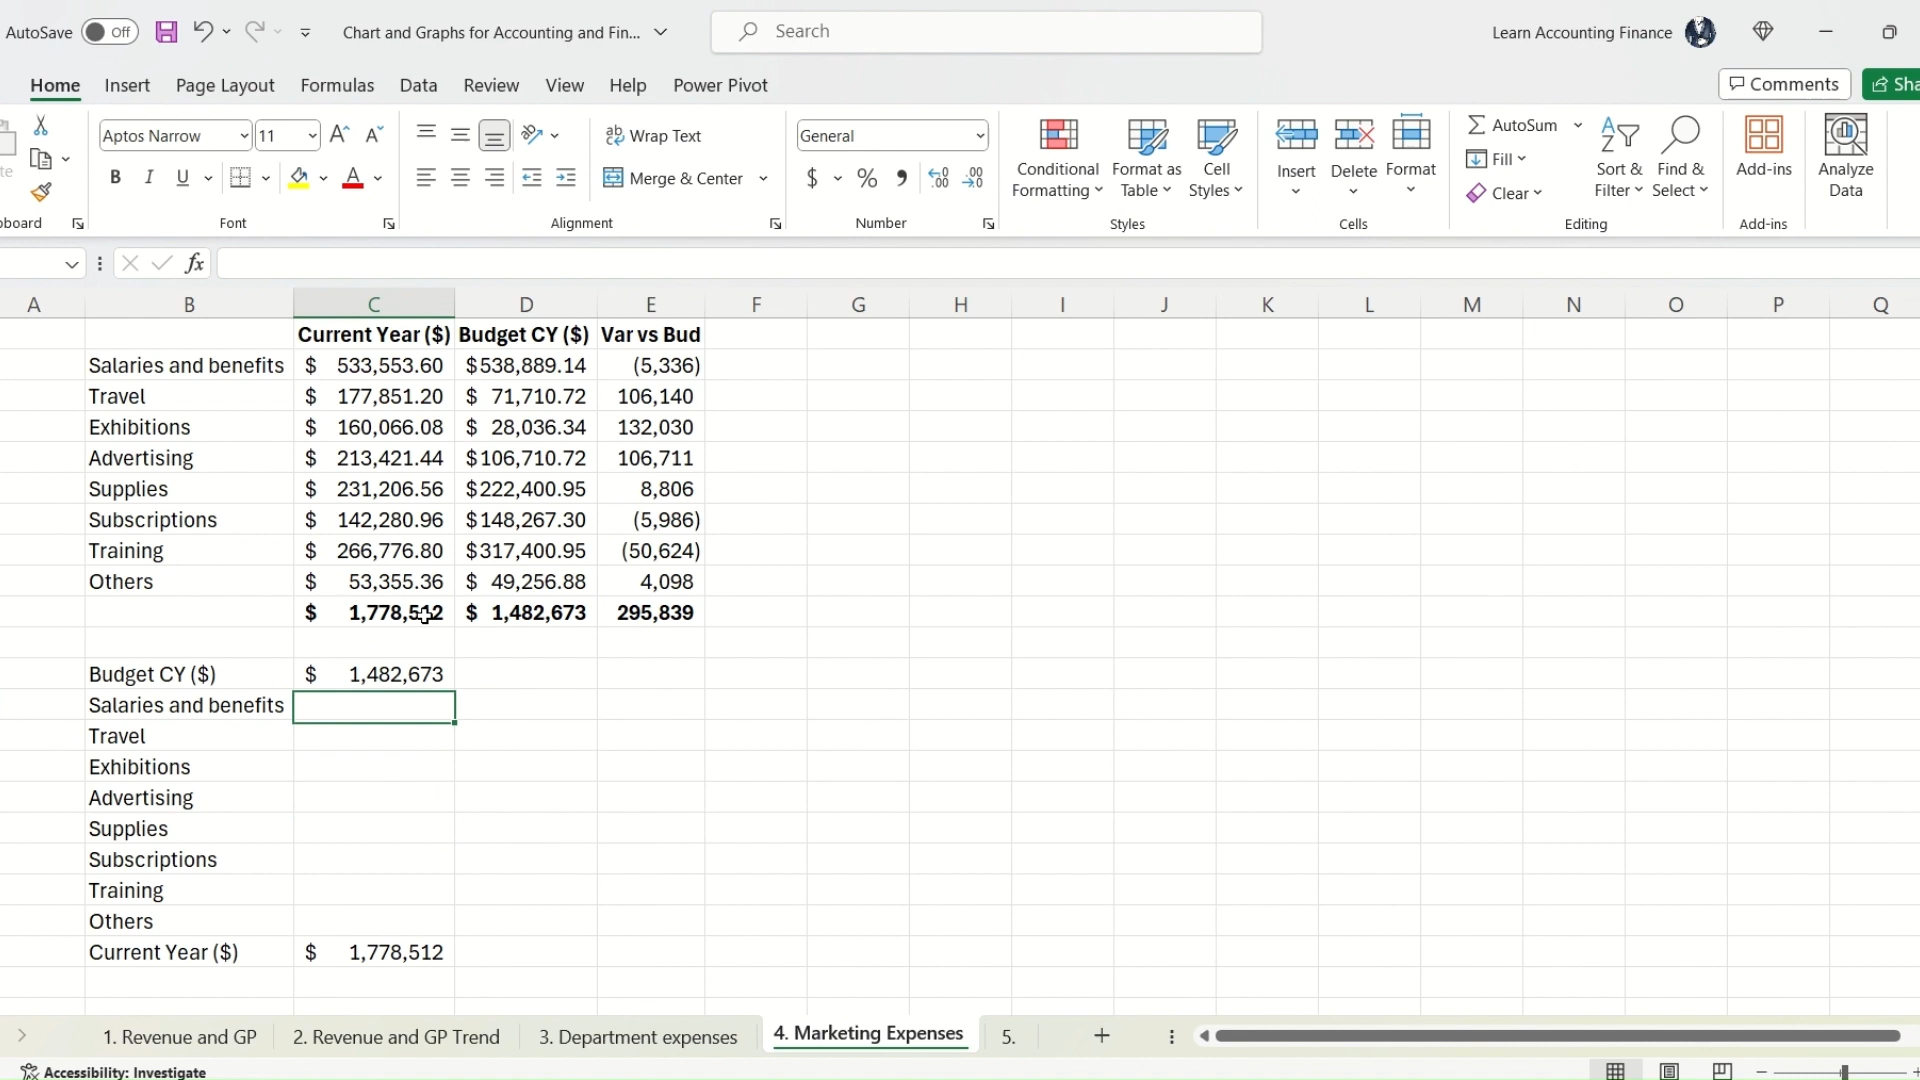 AutoSave Off Chart and Graphs for Accounting and Fin... Search Learn Accounting Finance
Home Insert Page Layout Formulas Data Review View Help Power Pivot Comments
Aptos Narrow 11 A A Wrap Text General AutoSum
B I U A Merge & Center $ % Fill Clear
Conditional Formatting Format as Table Cell Styles Insert Delete Format Sort & Filter Find & Select Add-ins Analyze Data
Font Alignment Number Styles Cells Editing Add-ins
fx
A B C D E F G H I J K L M N O P Q
Current Year ($) Budget CY ($) Var vs Bud
Salaries and benefits $ 533,553.60 $538,889.14 (5,336)
Travel $ 177,851.20 $ 71,710.72 106,140
Exhibitions $ 160,066.08 $ 28,036.34 132,030
Advertising $ 213,421.44 $106,710.72 106,711
Supplies $ 231,206.56 $222,400.95 8,806
Subscriptions $ 142,280.96 $148,267.30 (5,986)
Training $ 266,776.80 $317,400.95 (50,624)
Others $ 53,355.36 $ 49,256.88 4,098
$ 1,778,512 $ 1,482,673 295,839
Budget CY ($) $ 1,482,673
Salaries and benefits
Travel
Exhibitions
Advertising
Supplies
Subscriptions
Training
Others
Current Year ($) $ 1,778,512
1. Revenue and GP 2. Revenue and GP Trend 3. Department expenses 4. Marketing Expenses 5.
Accessibility: Investigate